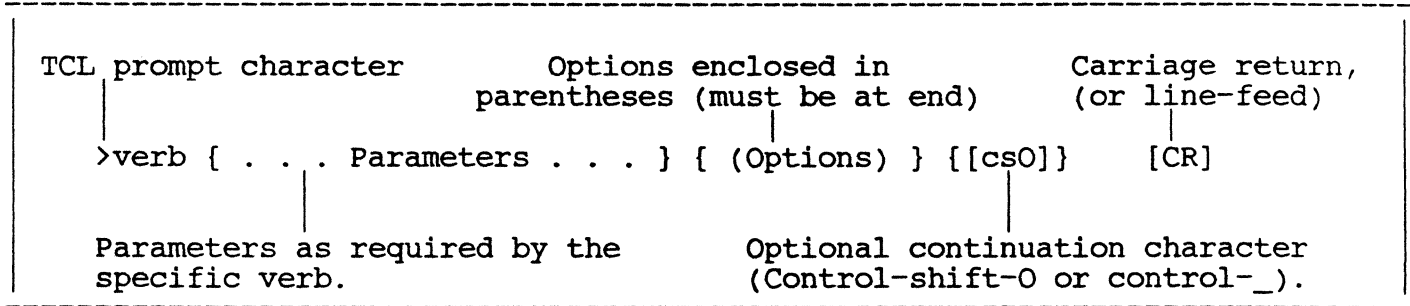 TCL prompt character Options enclosed in Carriage return,
parentheses (must be at end) (or line-feed)
>verb { . . . Parameters . . . } { (Options) } {[csO]} [CR]
Parameters as required by the Optional continuation character
specific verb. (Control-shift-O or control-_).